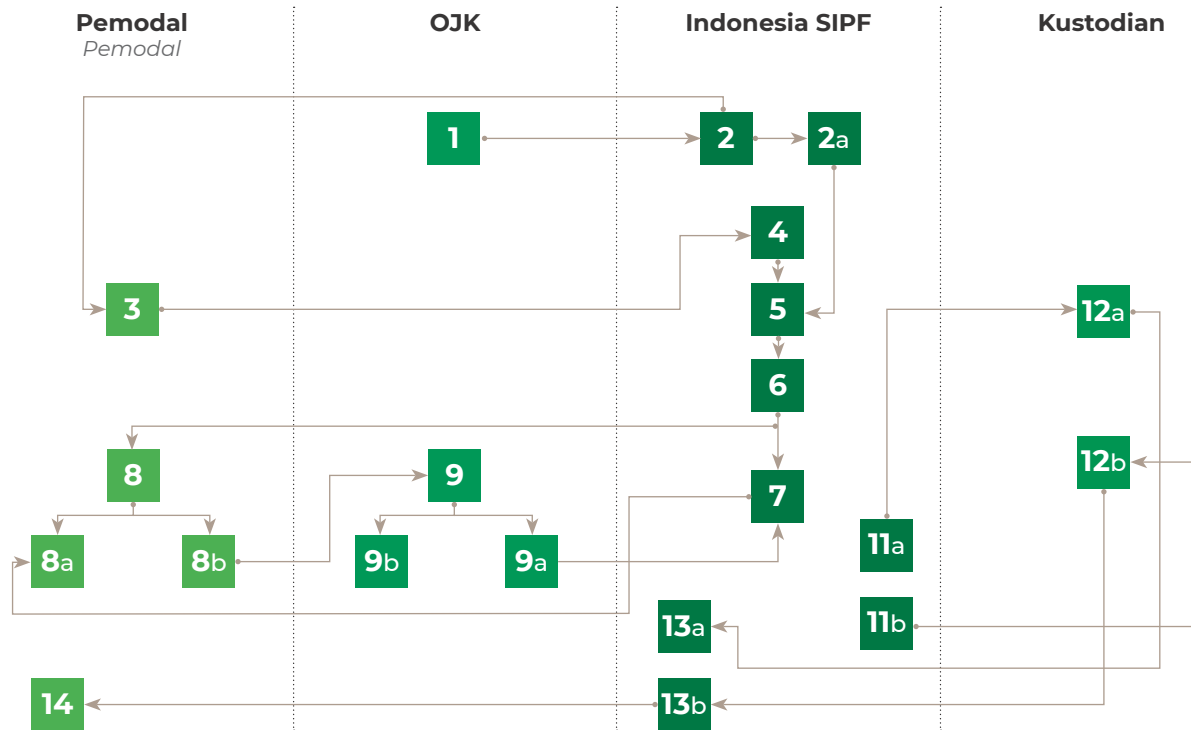 Pemodal
Pemodal
OJK
Indonesia SIPF
Kustodian
1
2
2a
4
3
5
12a
6
8
9
12b
7
8a
8b
9b
9a
11a
13a
11b
14
13b